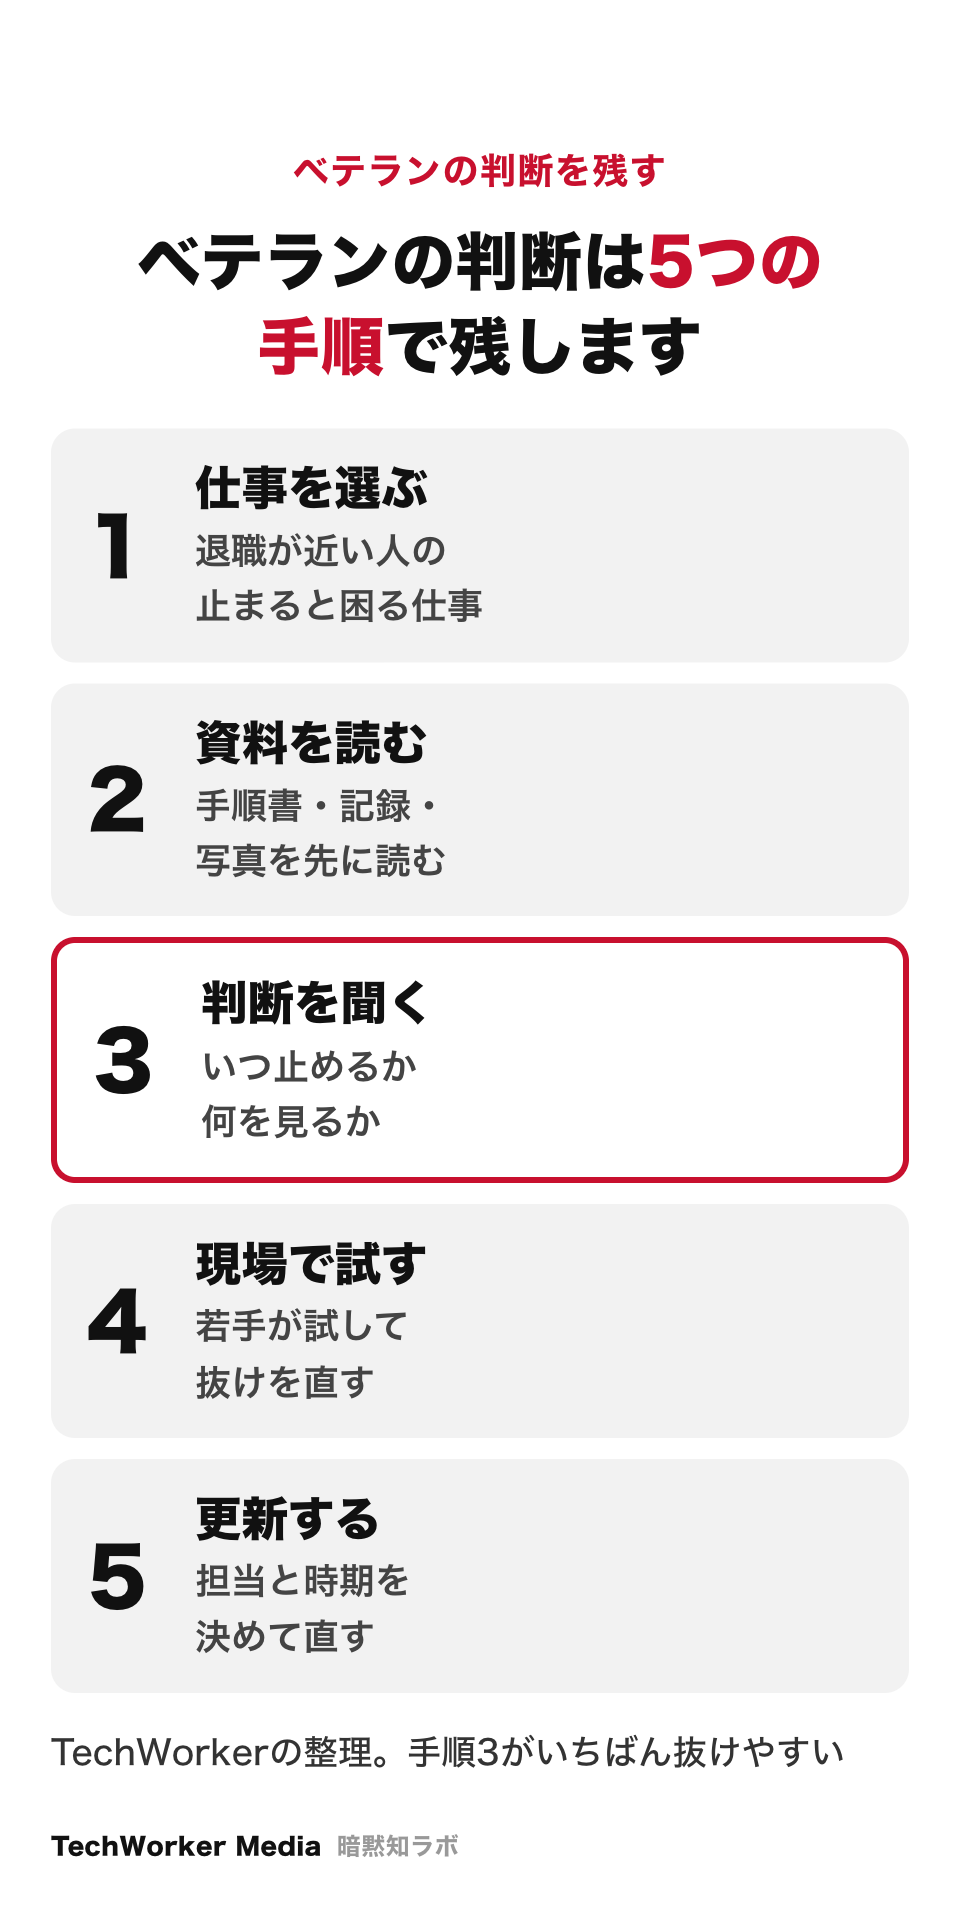 ベテランの判断を残す
ベテランの判断は5つの
手順で残します
1
仕事を選ぶ
退職が近い人の
止まると困る仕事
2
資料を読む
手順書・記録・
写真を先に読む
3
判断を聞く
いつ止めるか
何を見るか
4
現場で試す
若手が試して
抜けを直す
5
更新する
担当と時期を
決めて直す
TechWorkerの整理。手順3がいちばん抜けやすい
TechWorker Media 暗黙知ラボ